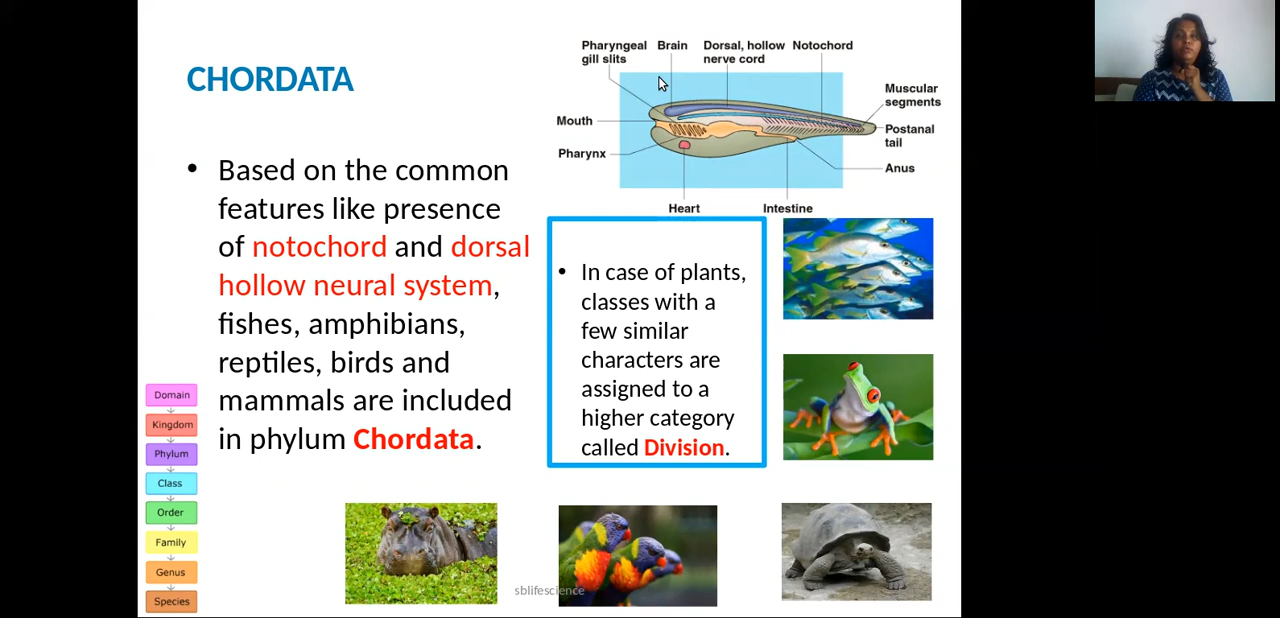 CHORDATA
• Based on the common
features like presence
of notochord and dorsal
hollow neural system,
fishes, amphibians,
reptiles, birds and
mammals are included
in phylum Chordata.
Domain
Kingdom
Phylum
Class
Order
Family
Genus
Species
Pharyngeal
gill slits
Brain
Dorsal, hollow
nerve cord
Notochord
Muscular
segments
Mouth
Postanal
tail
Pharynx
Anus
Heart
Intestine
• In case of plants,
classes with a
few similar
characters are
assigned to a
higher category
called Division.
sblifescience